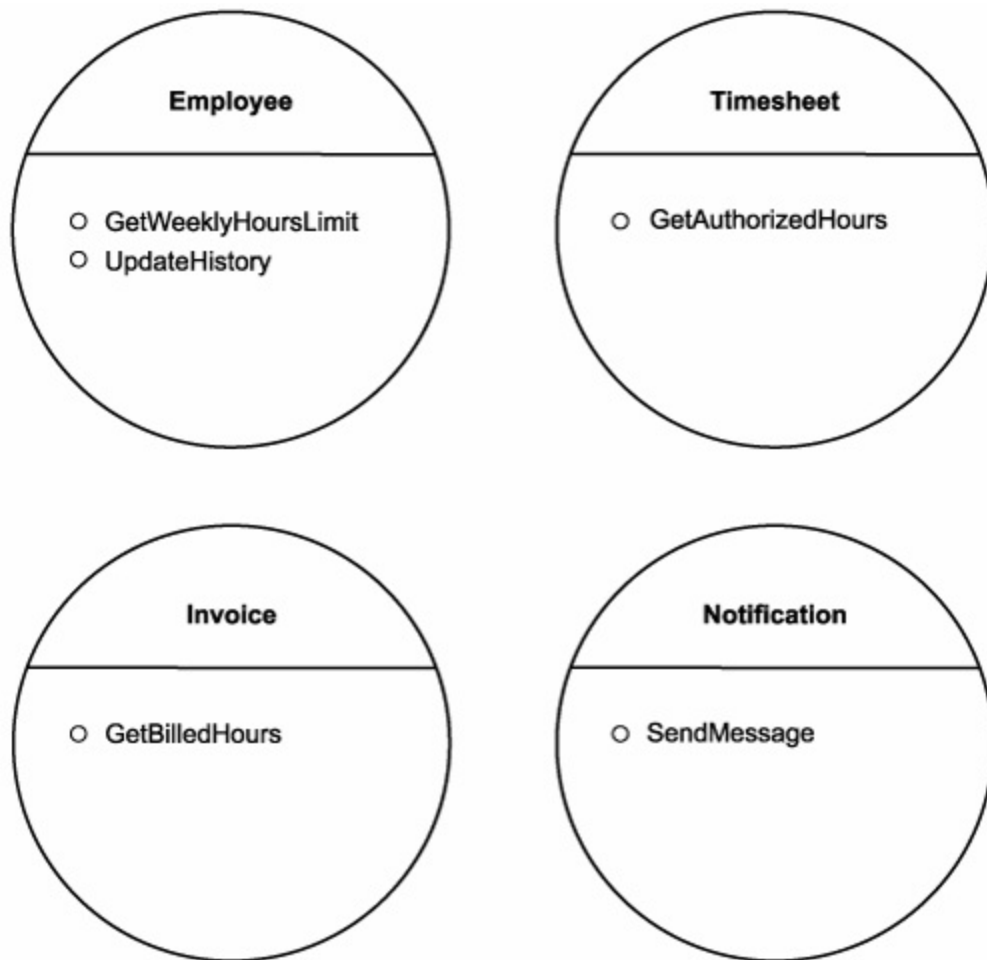 Employee
GetWeeklyHoursLimit
UpdateHistory
Timesheet
GetAuthorizedHours
Invoice
GetBilledHours
Notification
SendMessage